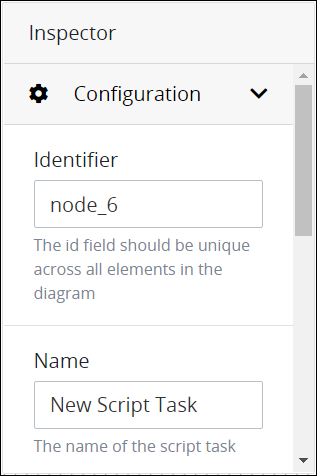 Inspector
Configuration
Identifier
node_6
The id field should be unique
across all elements in the
diagram
Name
New Script Task
The name of the script task